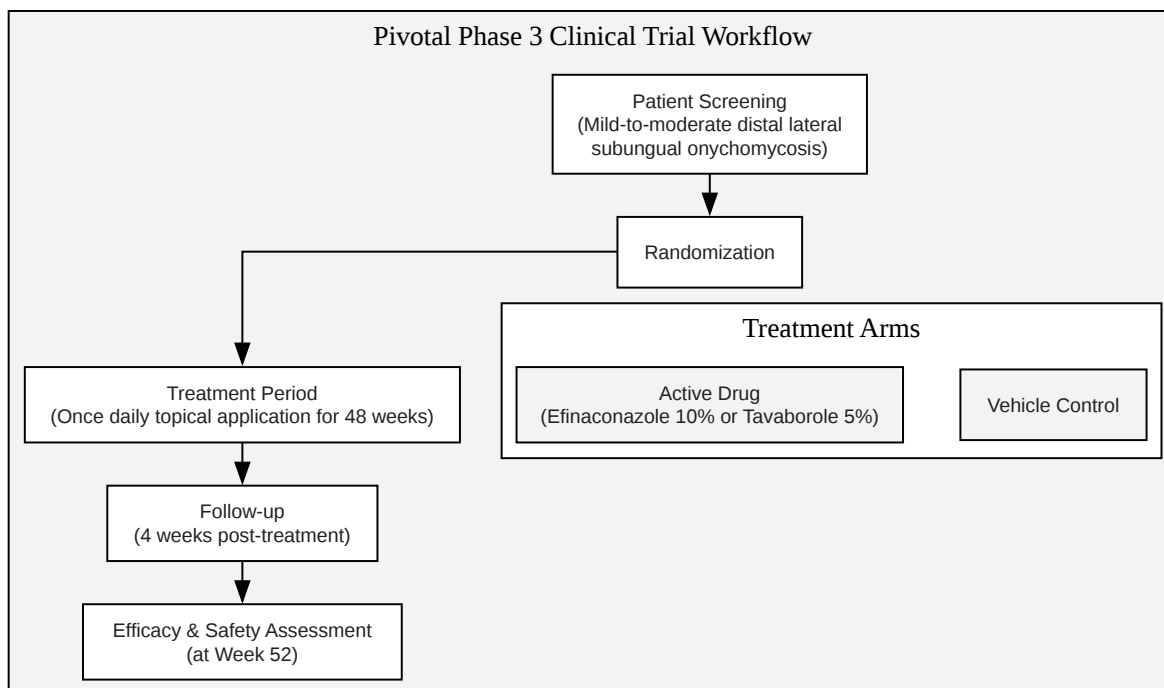 Pivotal Phase 3 Clinical Trial Workflow
Patient Screening
(Mild-to-moderate distal lateral
subungual onychomycosis)
Randomization
Treatment Arms
Active Drug
(Efinaconazole 10% or Tavaborole 5%)
Vehicle Control
Treatment Period
(Once daily topical application for 48 weeks)
Follow-up
(4 weeks post-treatment)
Efficacy & Safety Assessment
(at Week 52)